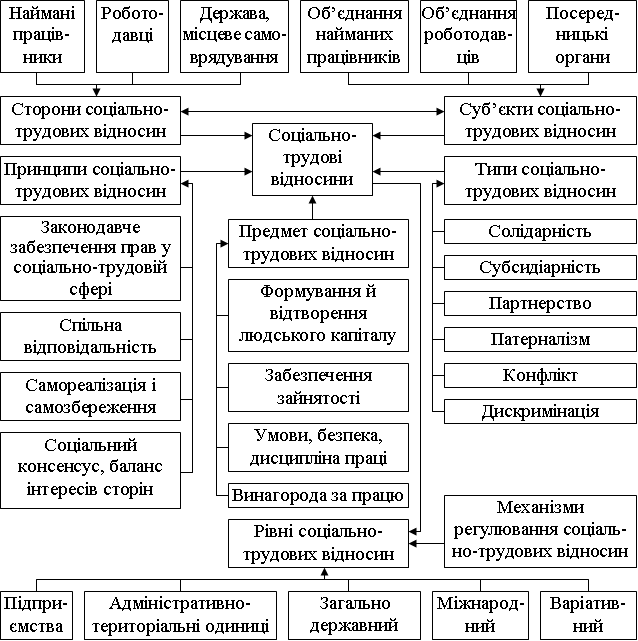 Наймані
праців-
ники
Робото-
давці
Держава,
місцеве само-
врядування
Об’єднання
найманих
працівників
Об’єднання
роботодав-
ців
Посеред-
ницькі
органи
Сторони соціально-
трудових відносин
Суб’єкти соціально-
трудових відносин
Соціально-
трудові
відносини
Принципи соціально-
трудових відносин
Типи соціально-
трудових відносин
Законодавче
забезпечення прав у
соціально-трудовій
сфері
Спільна
відповідальність
Самореалізація і
самозбереження
Соціальний
консенсус, баланс
інтересів сторін
Предмет соціально-
трудових відносин
Формування й
відтворення
людського капіталу
Забезпечення
зайнятості
Умови, безпека,
дисципліна праці
Винагорода за працю
Солідарність
Субсидіарність
Партнерство
Патерналізм
Конфлікт
Дискримінація
Рівні соціально-
трудових відносин
Механізми
регулювання соціаль-
но-трудових відносин
Підпри-
ємства
Адміністративно-
територіальні одиниці
Загально
державний
Міжнарод-
ний
Варіатив-
ний